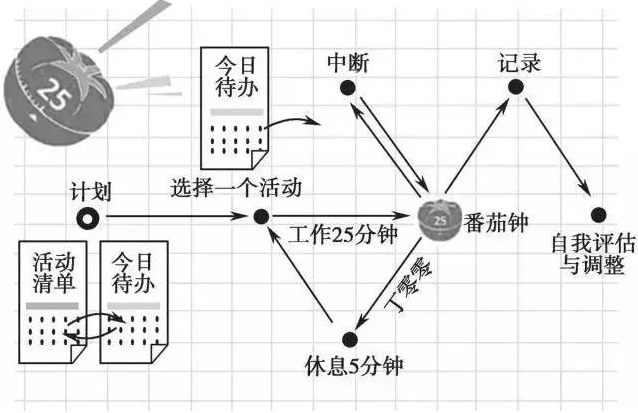 25
今日
待办
中断
记录
计划
选择一个活动
工作25分钟
25
番茄钟
自我评估
与调整
活动
清单
今日
待办
丁零零
休息5分钟